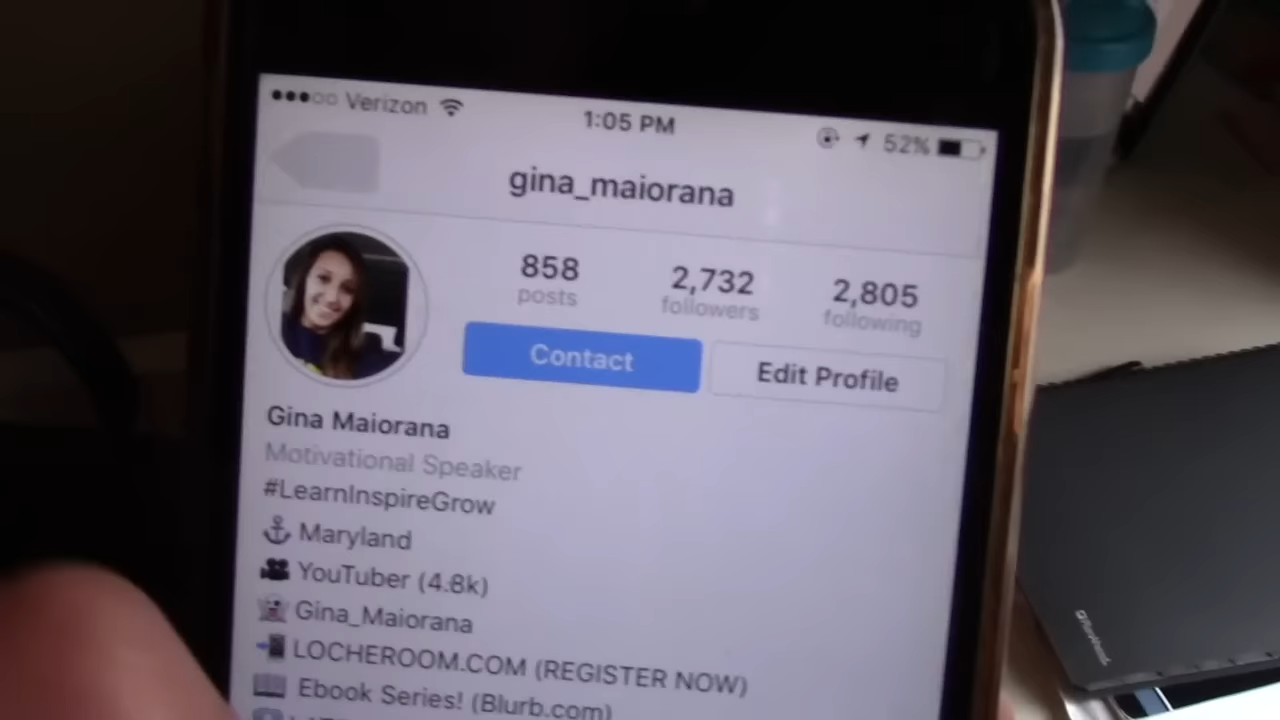 Verizon 1:05 PM 52%
gina_maiorana
858 2,732 2,805
posts followers following
Contact Edit Profile
Gina Maiorana
Motivational Speaker
#LearnInspireGrow
Maryland
YouTuber (4.8k)
Gina_Maiorana
LOCHEROOM.COM (REGISTER NOW)
Ebook Series! (Blurb.com)